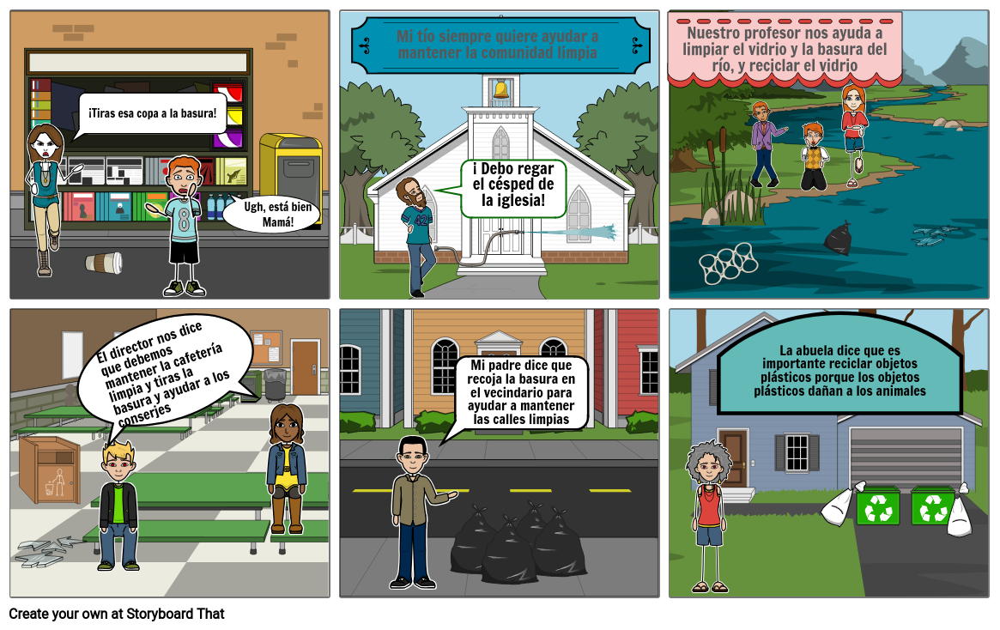 ¡Tiras esa copa a la basura!
Ugh, está bien
Mamá!
8
Mi tío siempre quiere ayudar a
mantener la comunidad limpia
¡ Debo regar
el césped de
la iglesia!
42
Nuestro profesor nos ayuda a
limpiar el vidrio y la basura del
río, y reciclar el vidrio
El director nos dice
que debemos
mantener la cafetería
limpia y tiras la
basura y ayudar a los
conserjes
Mi padre dice que
recoja la basura en
el vecindario para
ayudar a mantener
las calles limpias
La abuela dice que es
importante reciclar objetos
plásticos porque los objetos
plásticos dañan a los animales
Create your own at Storyboard That